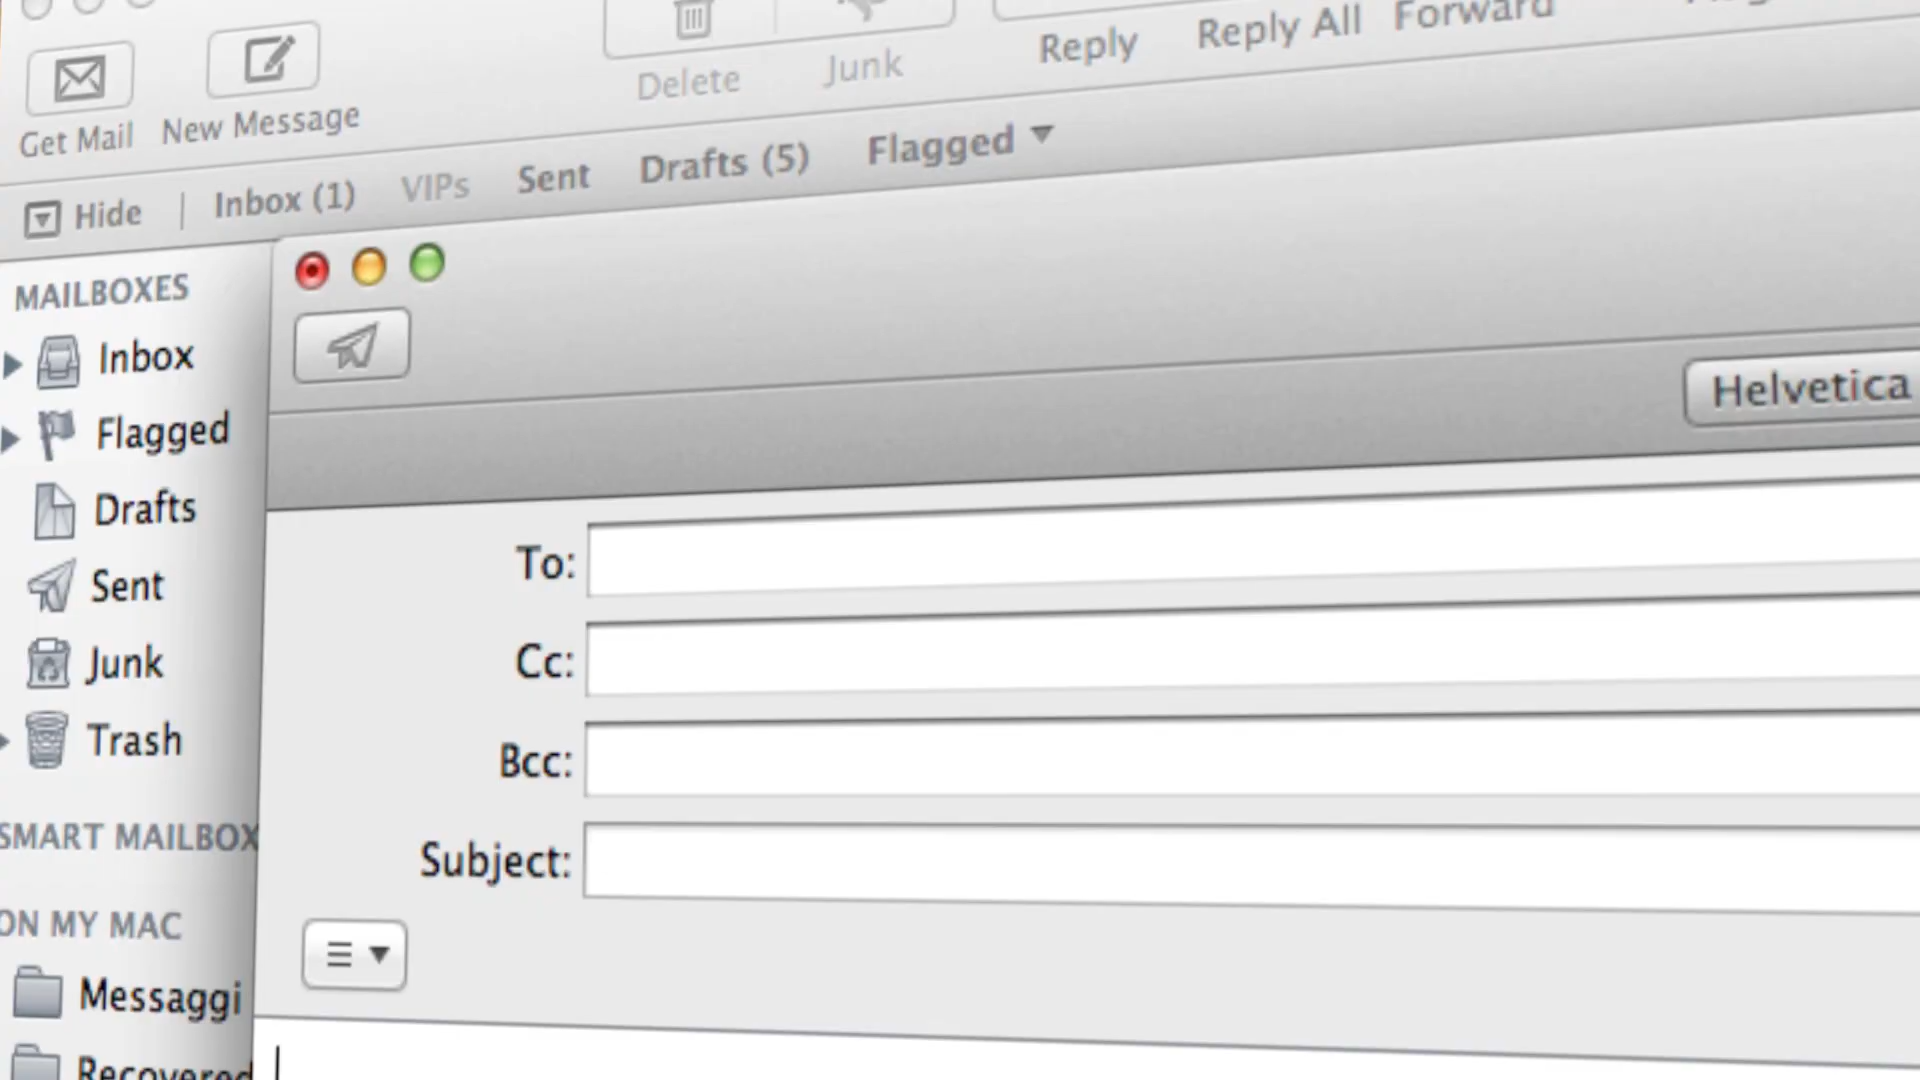 Get Mail
New Message
Delete
Junk
Reply
Reply All
Forward
Hide
Inbox (1)
VIPs
Sent
Drafts (5)
Flagged
MAILBOXES
Inbox
Flagged
Drafts
Sent
Junk
Trash
SMART MAILBOX
ON MY MAC
Messaggi
Recovered
Helvetica
To:
Cc:
Bcc:
Subject: